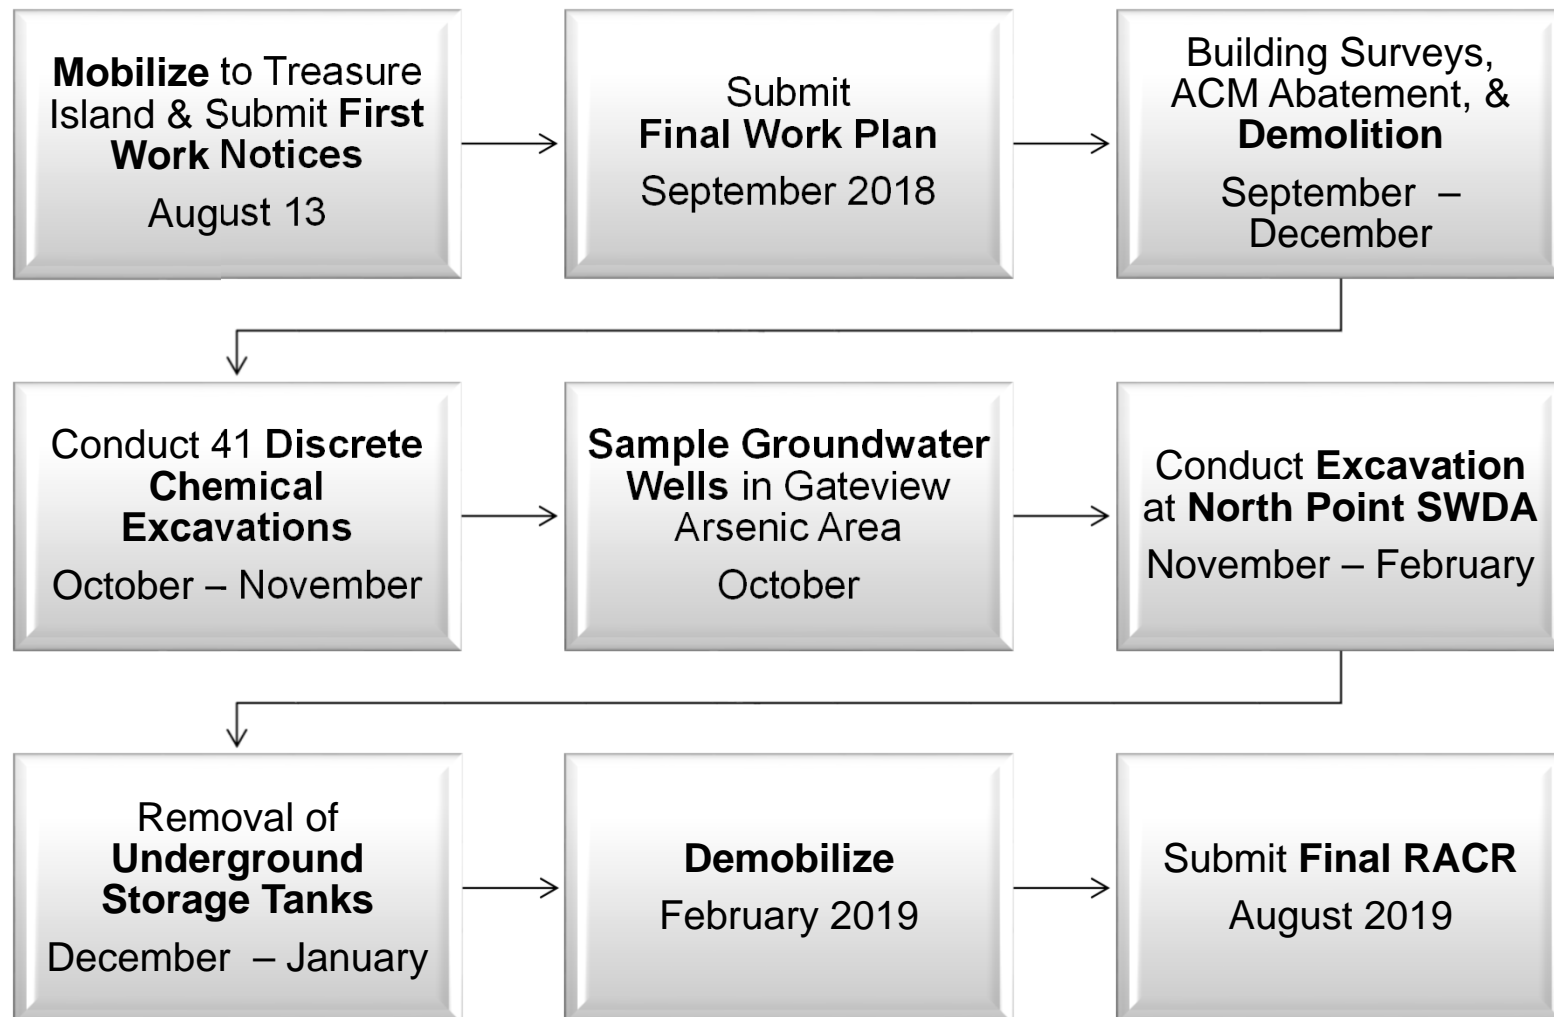 Mobilize to Treasure
Island & Submit First
Work Notices
August 13
Submit
Final Work Plan
September 2018
Building Surveys,
ACM Abatement, &
Demolition
September –
December
Conduct 41 Discrete
Chemical
Excavations
October – November
Sample Groundwater
Wells in Gateview
Arsenic Area
October
Conduct Excavation
at North Point SWDA
November – February
Removal of
Underground
Storage Tanks
December – January
Demobilize
February 2019
Submit Final RACR
August 2019